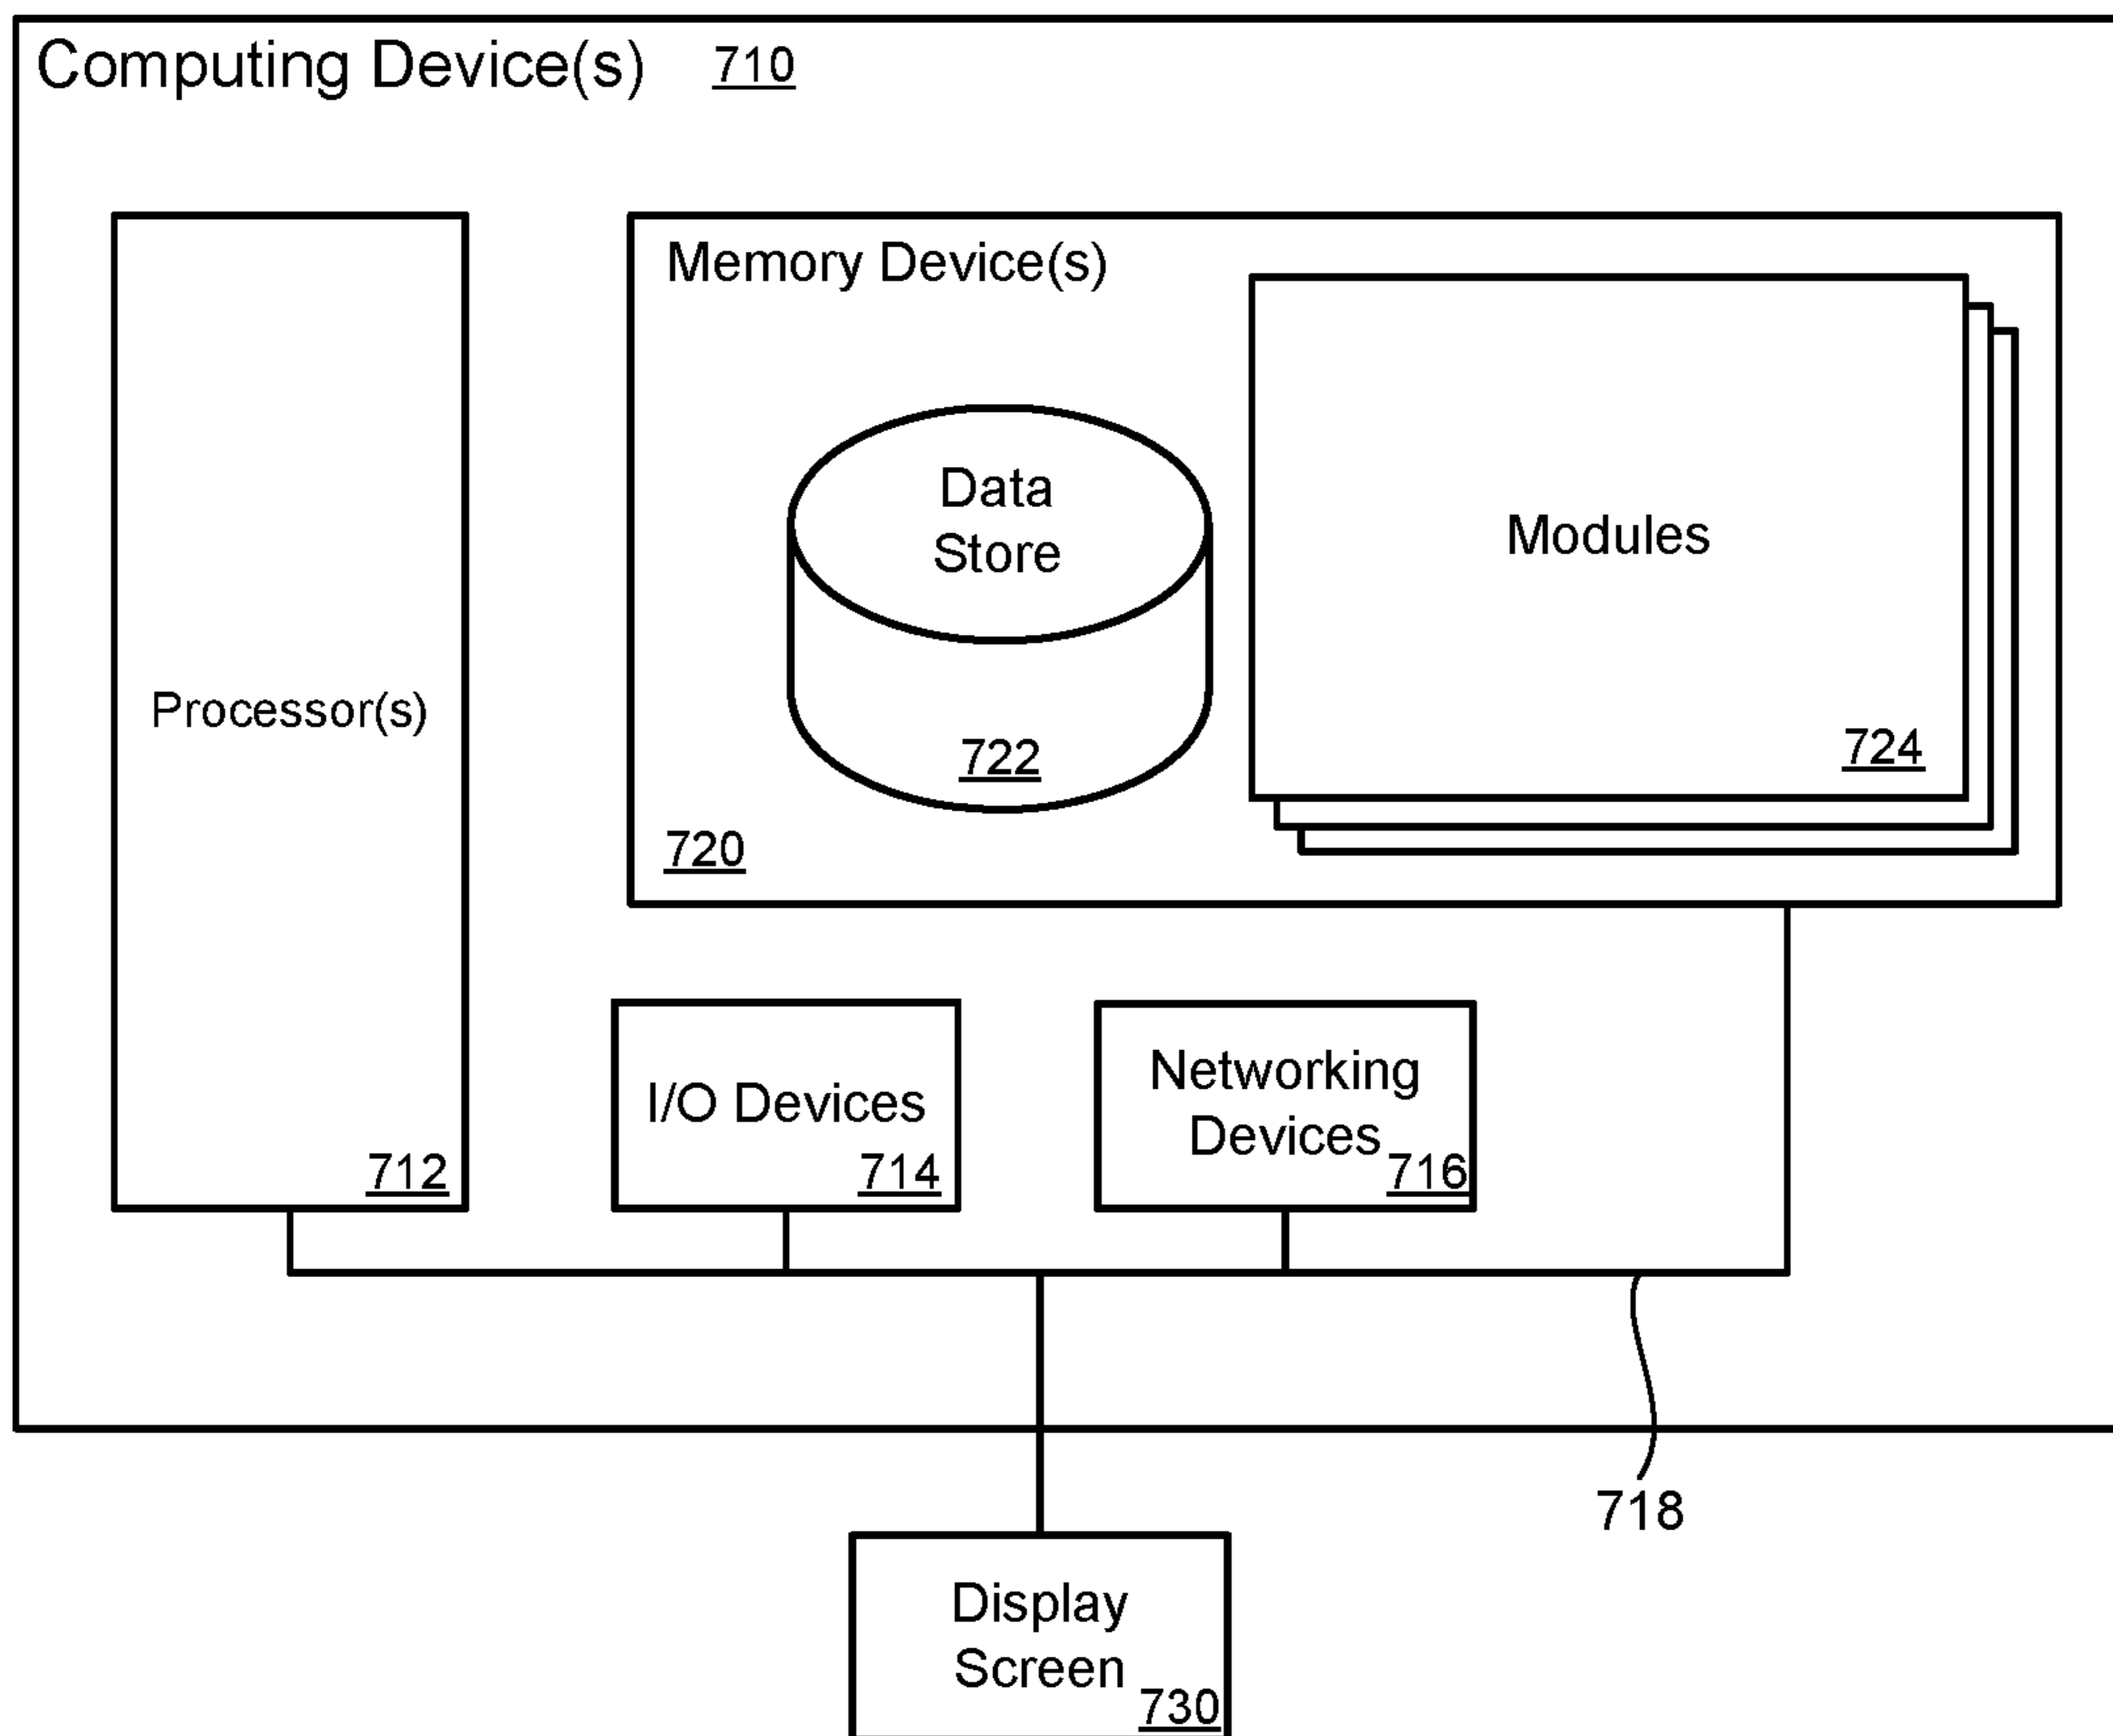 Computing Device(s) 710
Memory Device(s)
Data
Store
Modules
Processor(s)
722
724
720
I/O Devices
Networking
Devices
712
714
716
718
Display
Screen
730